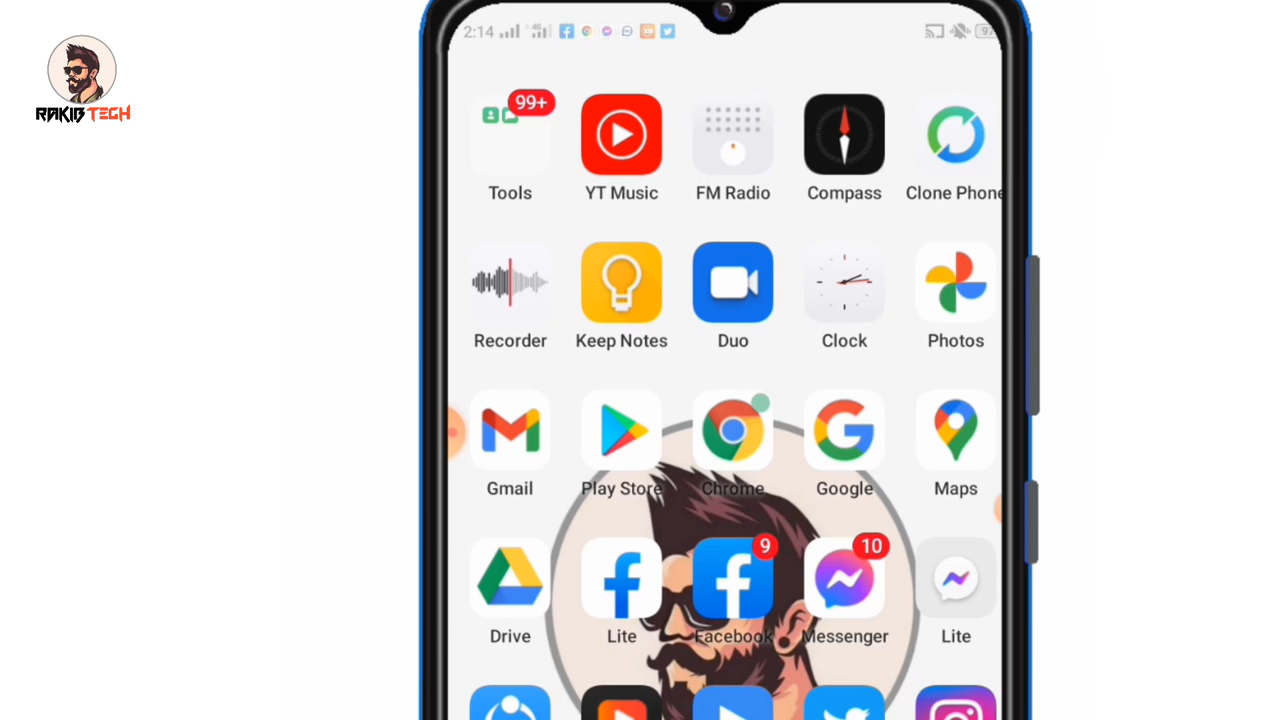 2:14
RAKIB TECH
99+
Tools
YT Music
FM Radio
Compass
Clone Phone
Recorder
Keep Notes
Duo
Clock
Photos
Gmail
Play Store
Chrome
Google
Maps
9
10
Drive
Lite
Facebook
Messenger
Lite